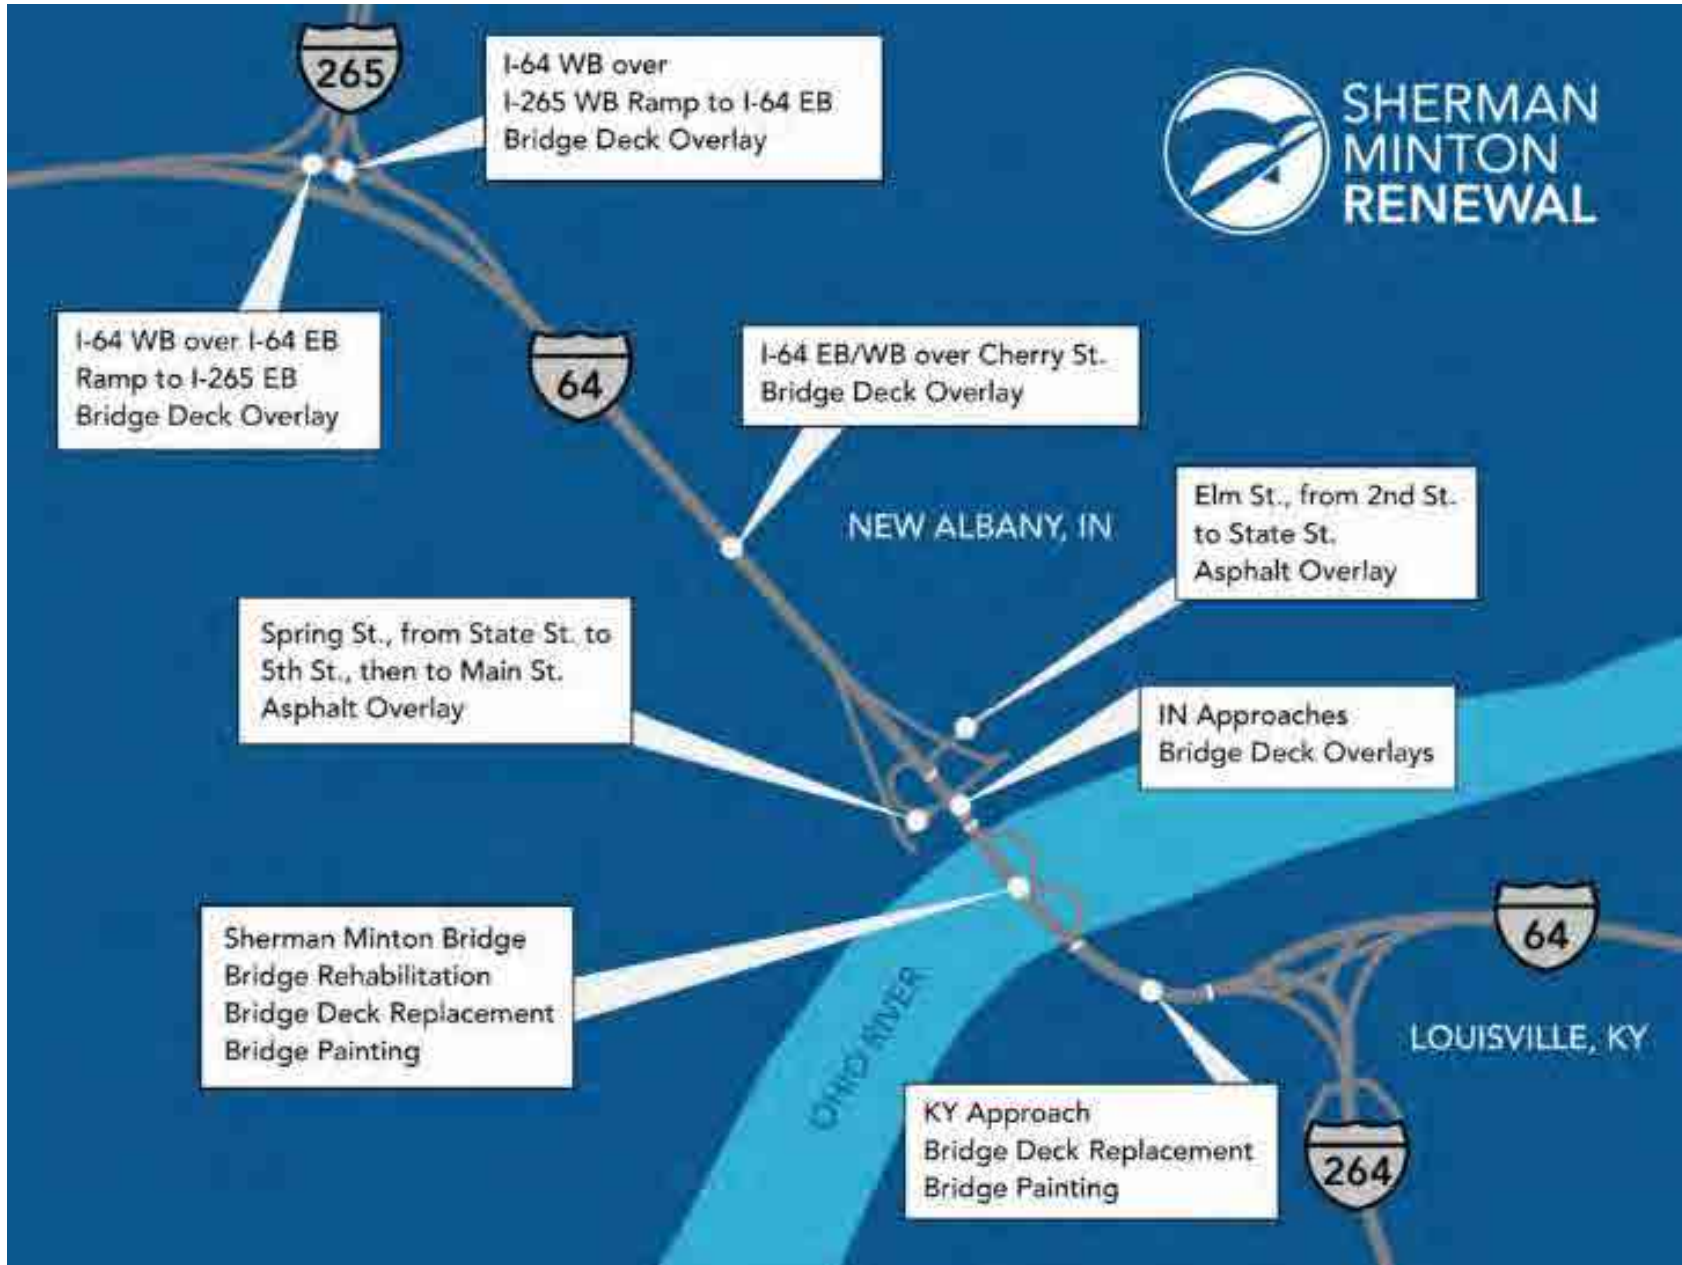 265
I-64 WB over
I-265 WB Ramp to I-64 EB
Bridge Deck Overlay
SHERMAN
MINTON
RENEWAL
I-64 WB over I-64 EB
Ramp to I-265 EB
Bridge Deck Overlay
64
I-64 EB/WB over Cherry St.
Bridge Deck Overlay
NEW ALBANY, IN
Elm St., from 2nd St.
to State St.
Asphalt Overlay
Spring St., from State St. to
5th St., then to Main St.
Asphalt Overlay
IN Approaches
Bridge Deck Overlays
Sherman Minton Bridge
Bridge Rehabilitation
Bridge Deck Replacement
Bridge Painting
OHIO RIVER
64
LOUISVILLE, KY
KY Approach
Bridge Deck Replacement
Bridge Painting
264